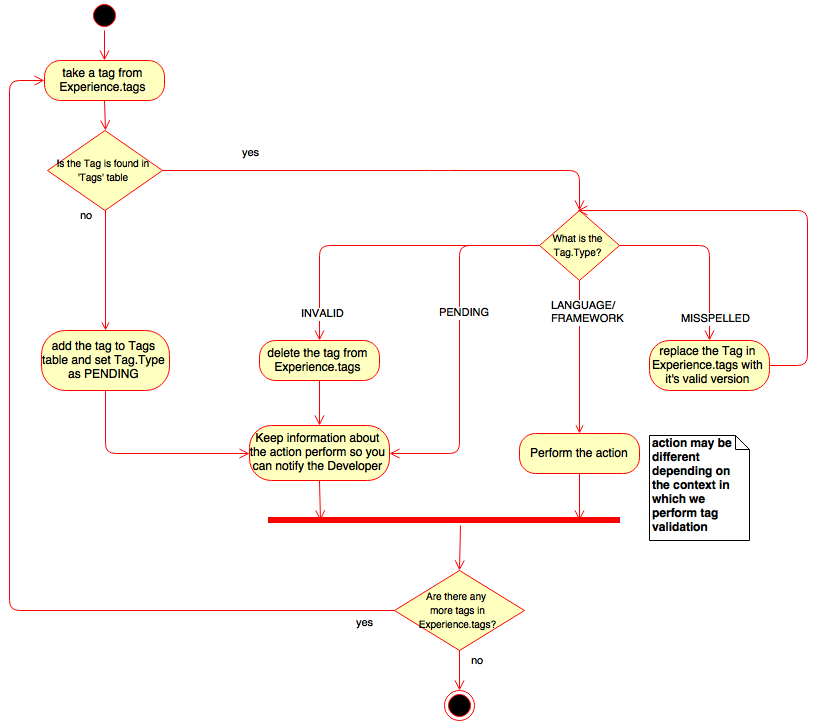 take a tag from
Experience.tags
Is the Tag is found in
'Tags' table
yes
no
What is the
Tag.Type?
INVALID
PENDING
LANGUAGE/
FRAMEWORK
MISSPELLED
add the tag to Tags
table and set Tag.Type
as PENDING
delete the tag from
Experience.tags
replace the Tag in
Experience.tags with
it's valid version
Keep information about
the action perform so you
can notify the Developer
Perform the action
action may be
different
depending on
the context in
which we
perform tag
validation
Are there any
more tags in
Experience.tags?
yes
no